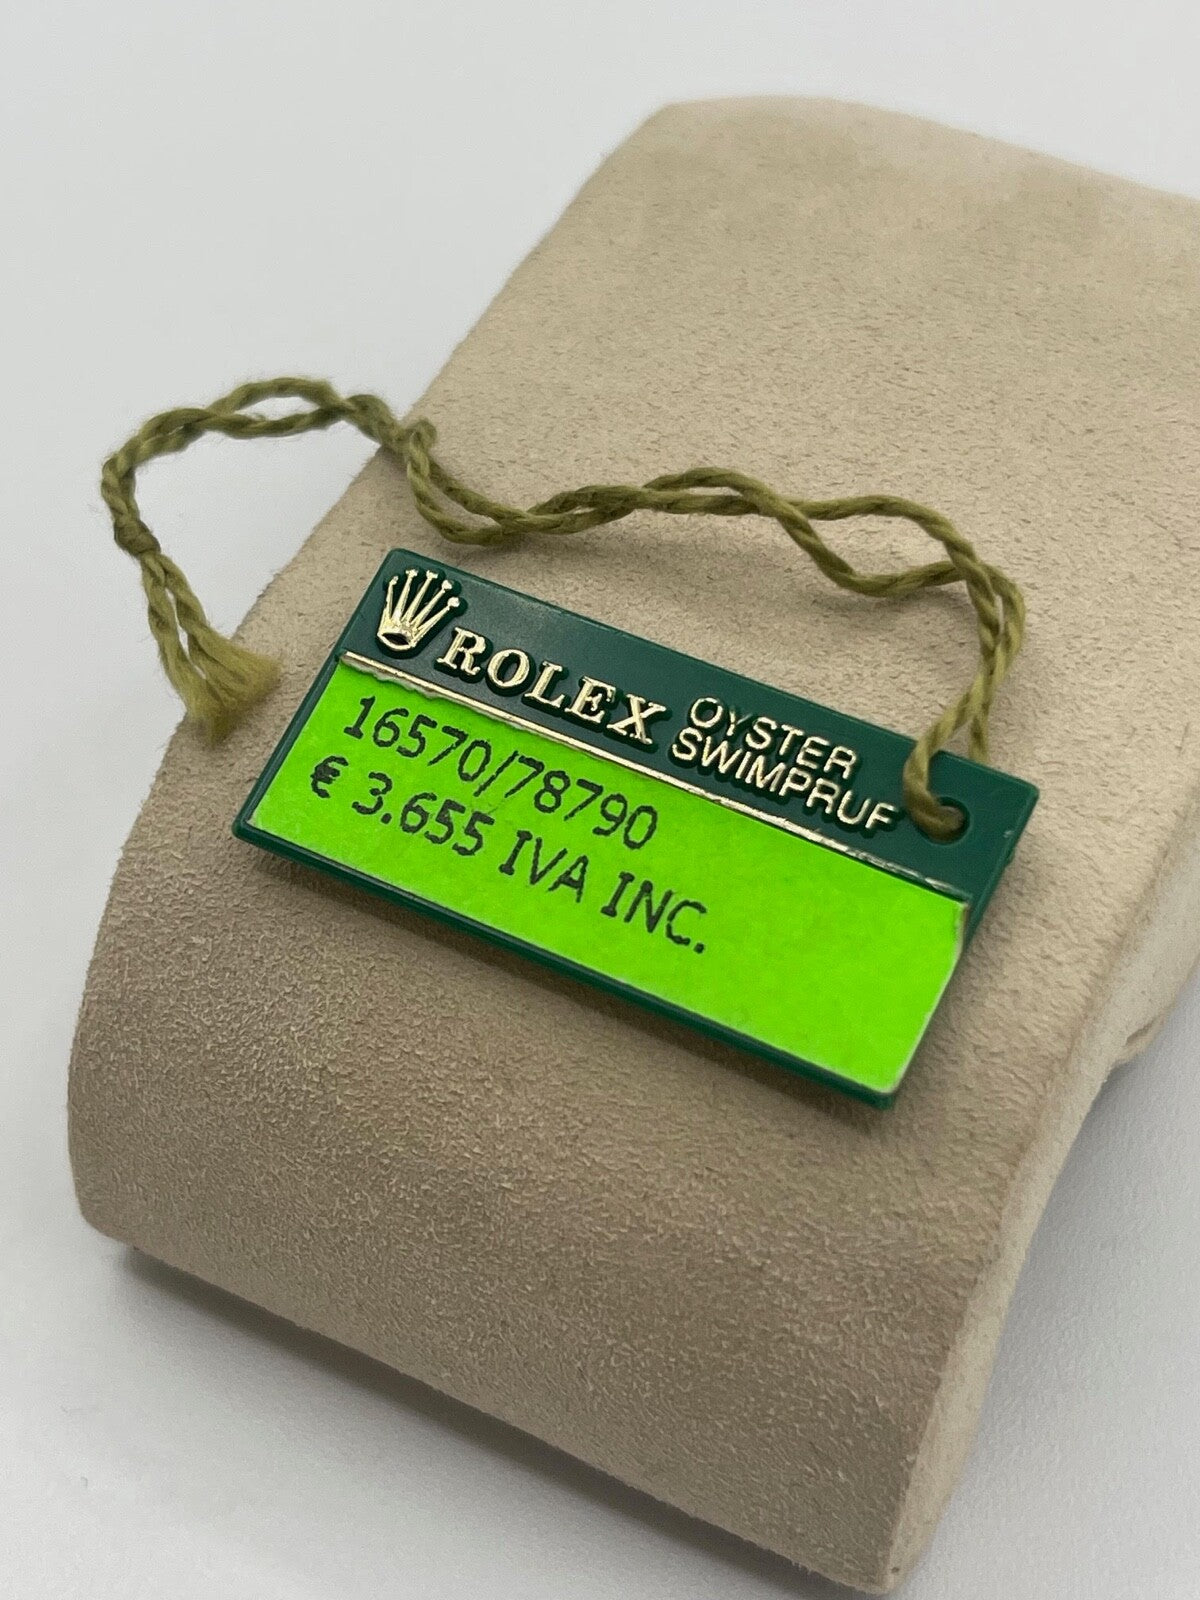 ROLEX
OYSTER
SWIMPRUF
16570/78790
€ 3.655 IVA INC.